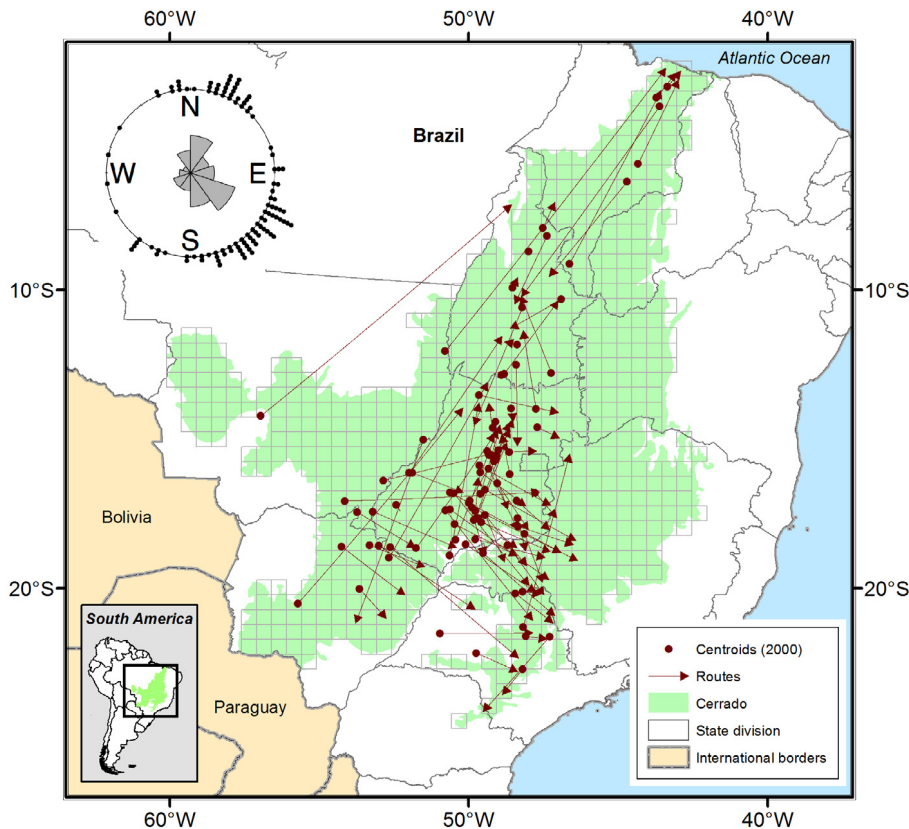 60°W 50°W 40°W
Atlantic Ocean
N
Brazil
W E
S
10°S 10°S
Bolivia
20°S 20°S
South America
Paraguay
Centroids (2000)
Routes
Cerrado
State division
International borders
60°W 50°W 40°W